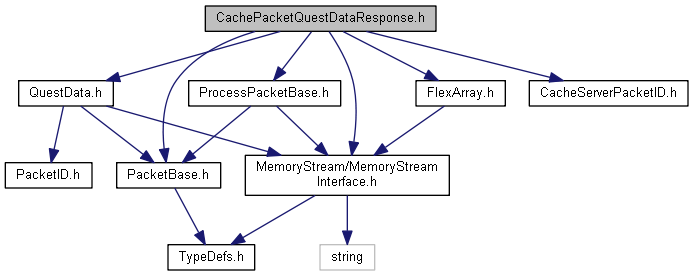 CachePacketQuestDataResponse.h
QuestData.h
ProcessPacketBase.h
FlexArray.h
CacheServerPacketID.h
PacketID.h
PacketBase.h
MemoryStream/MemoryStream
Interface.h
TypeDefs.h
string